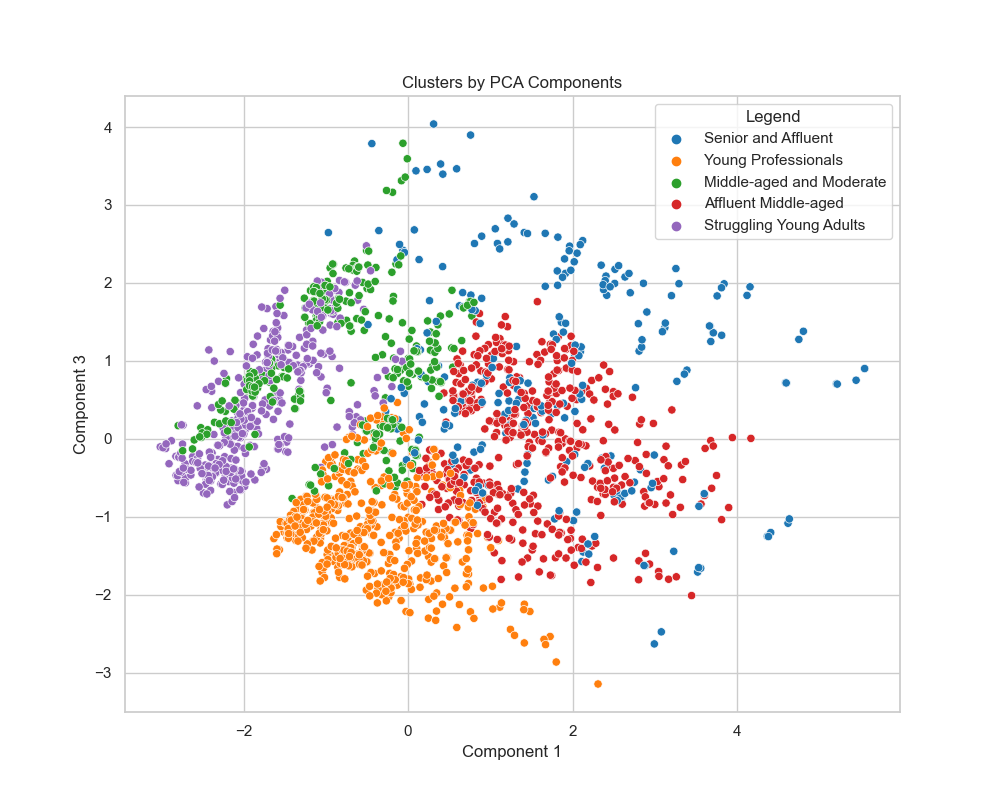 Clusters by PCA Components
Legend
Senior and Affluent
Young Professionals
Middle-aged and Moderate
Affluent Middle-aged
Struggling Young Adults
Component 3
4
3
2
1
0
−1
−2
−3
−2
0
2
4
Component 1